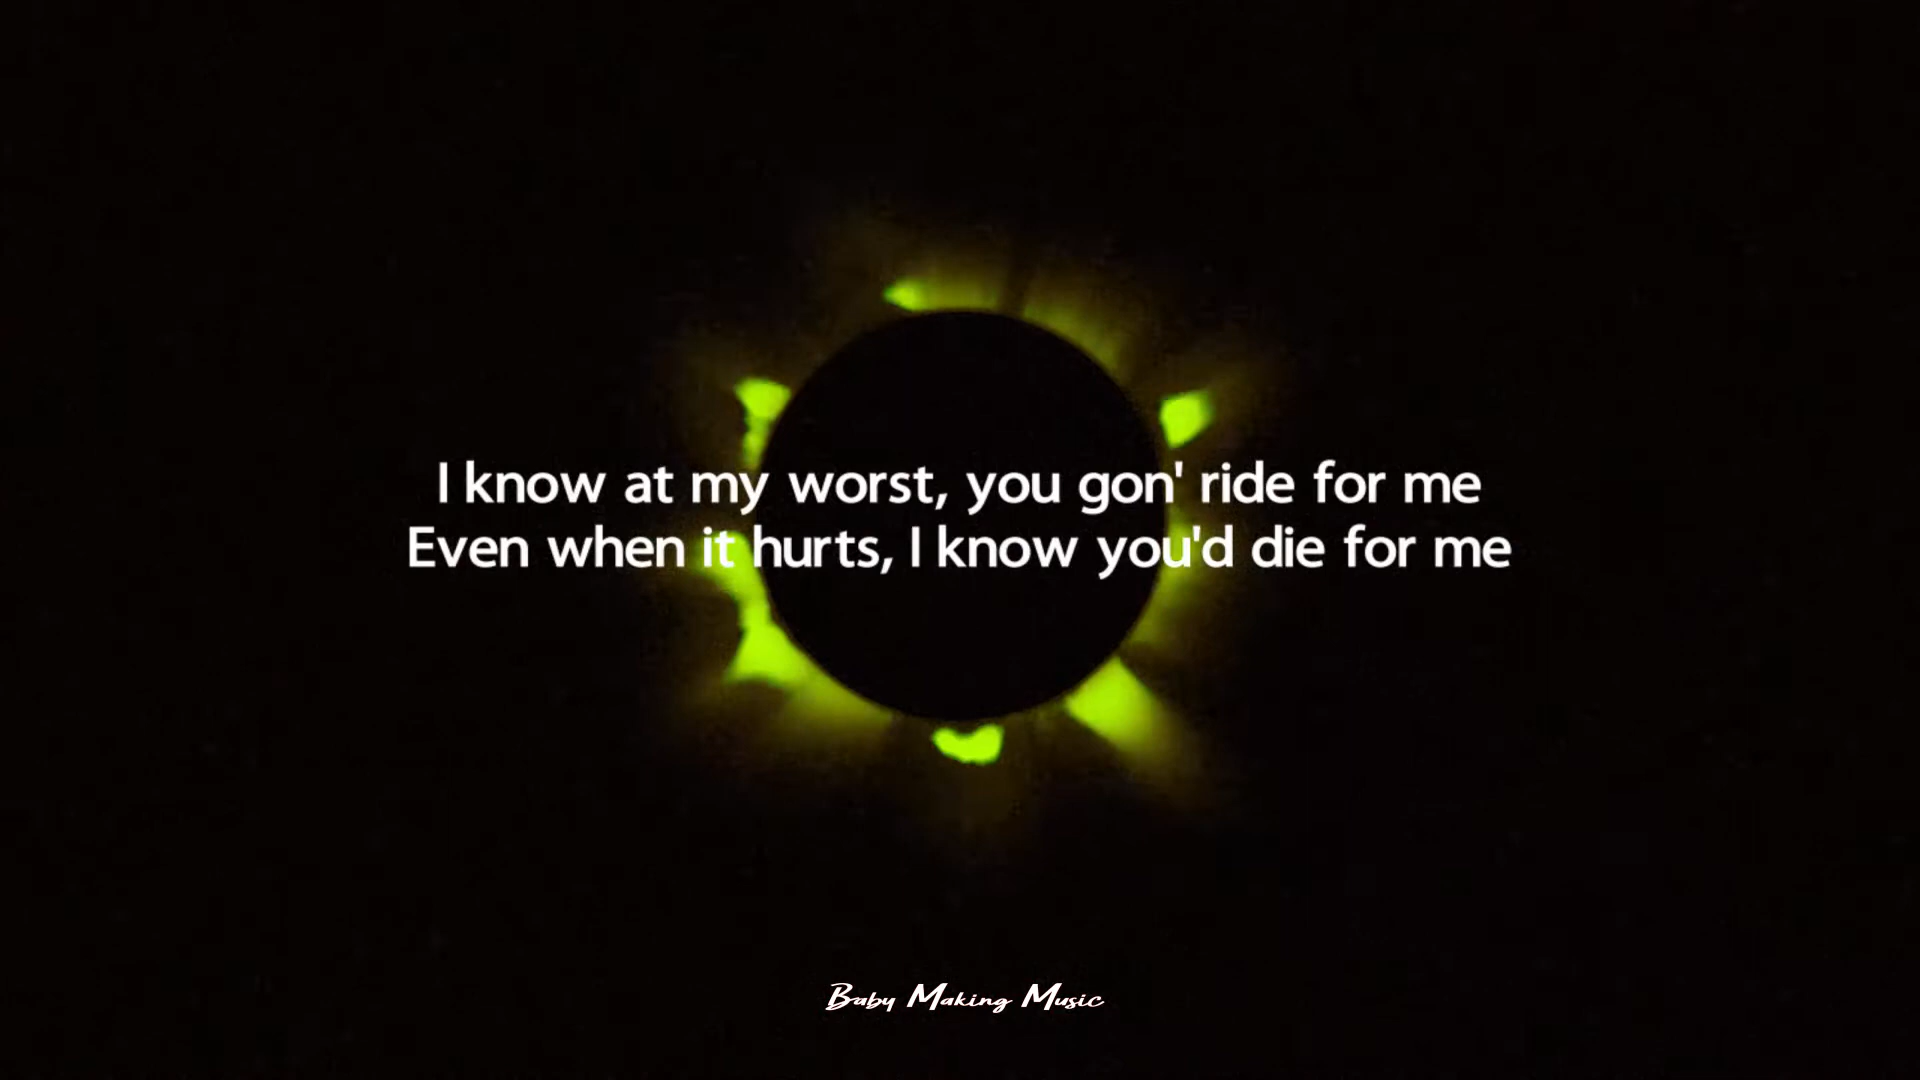 I know at my worst, you gon' ride for me
Even when it hurts, I know you'd die for me
Baby Making Music